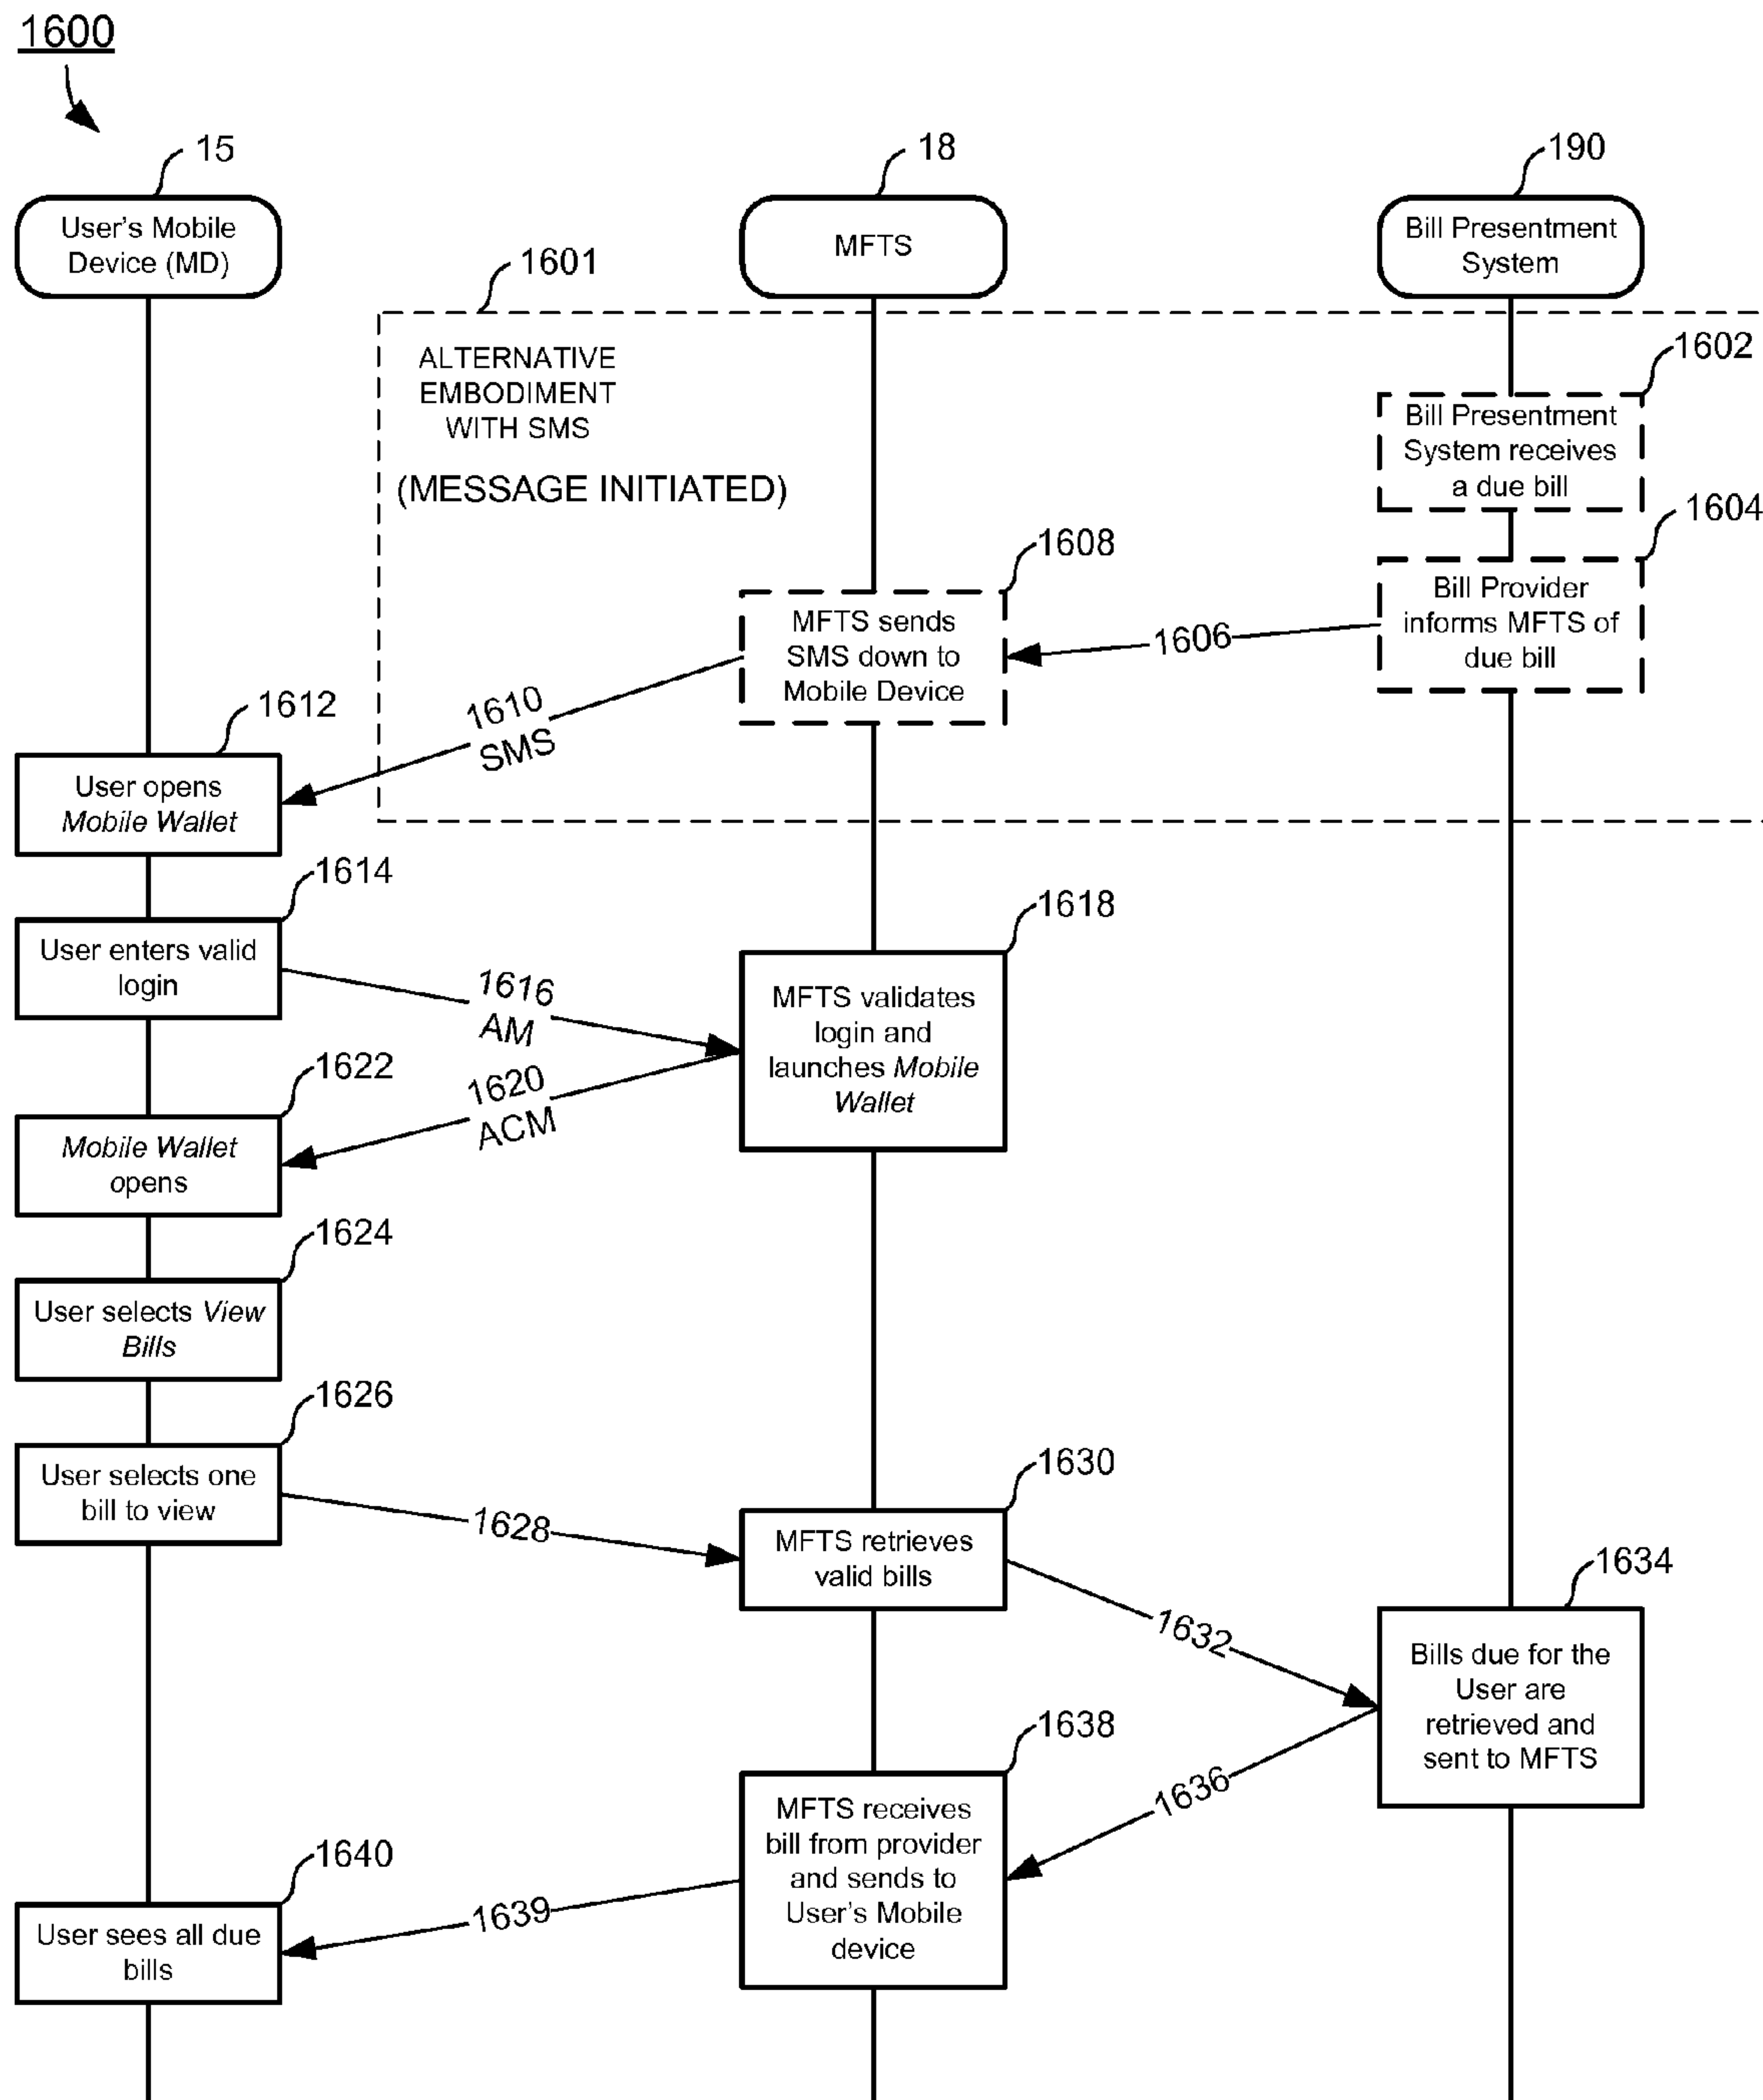 1600
15
18
190
User's Mobile
Device (MD)
MFTS
Bill Presentment
System
1601
ALTERNATIVE
EMBODIMENT
WITH SMS
(MESSAGE INITIATED)
1602
Bill Presentment
System receives
a due bill
1604
Bill Provider
informs MFTS of
due bill
1606
1608
MFTS sends
SMS down to
Mobile Device
1610
SMS
1612
User opens
Mobile Wallet
1614
User enters valid
login
1616
AM
1618
MFTS validates
login and
launches Mobile
Wallet
1620
ACM
1622
Mobile Wallet
opens
1624
User selects View
Bills
1626
User selects one
bill to view
1628
1630
MFTS retrieves
valid bills
1632
1634
Bills due for the
User are
retrieved and
sent to MFTS
1636
1638
MFTS receives
bill from provider
and sends to
User's Mobile
device
1639
1640
User sees all due
bills